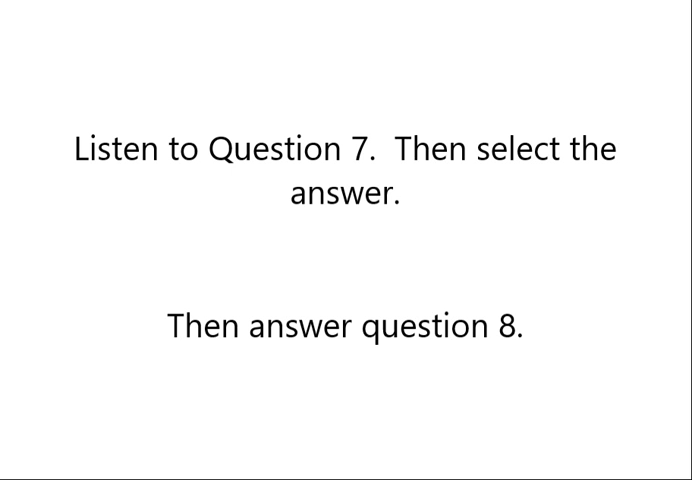 Listen to Question 7.  Then select the
answer.
Then answer question 8.